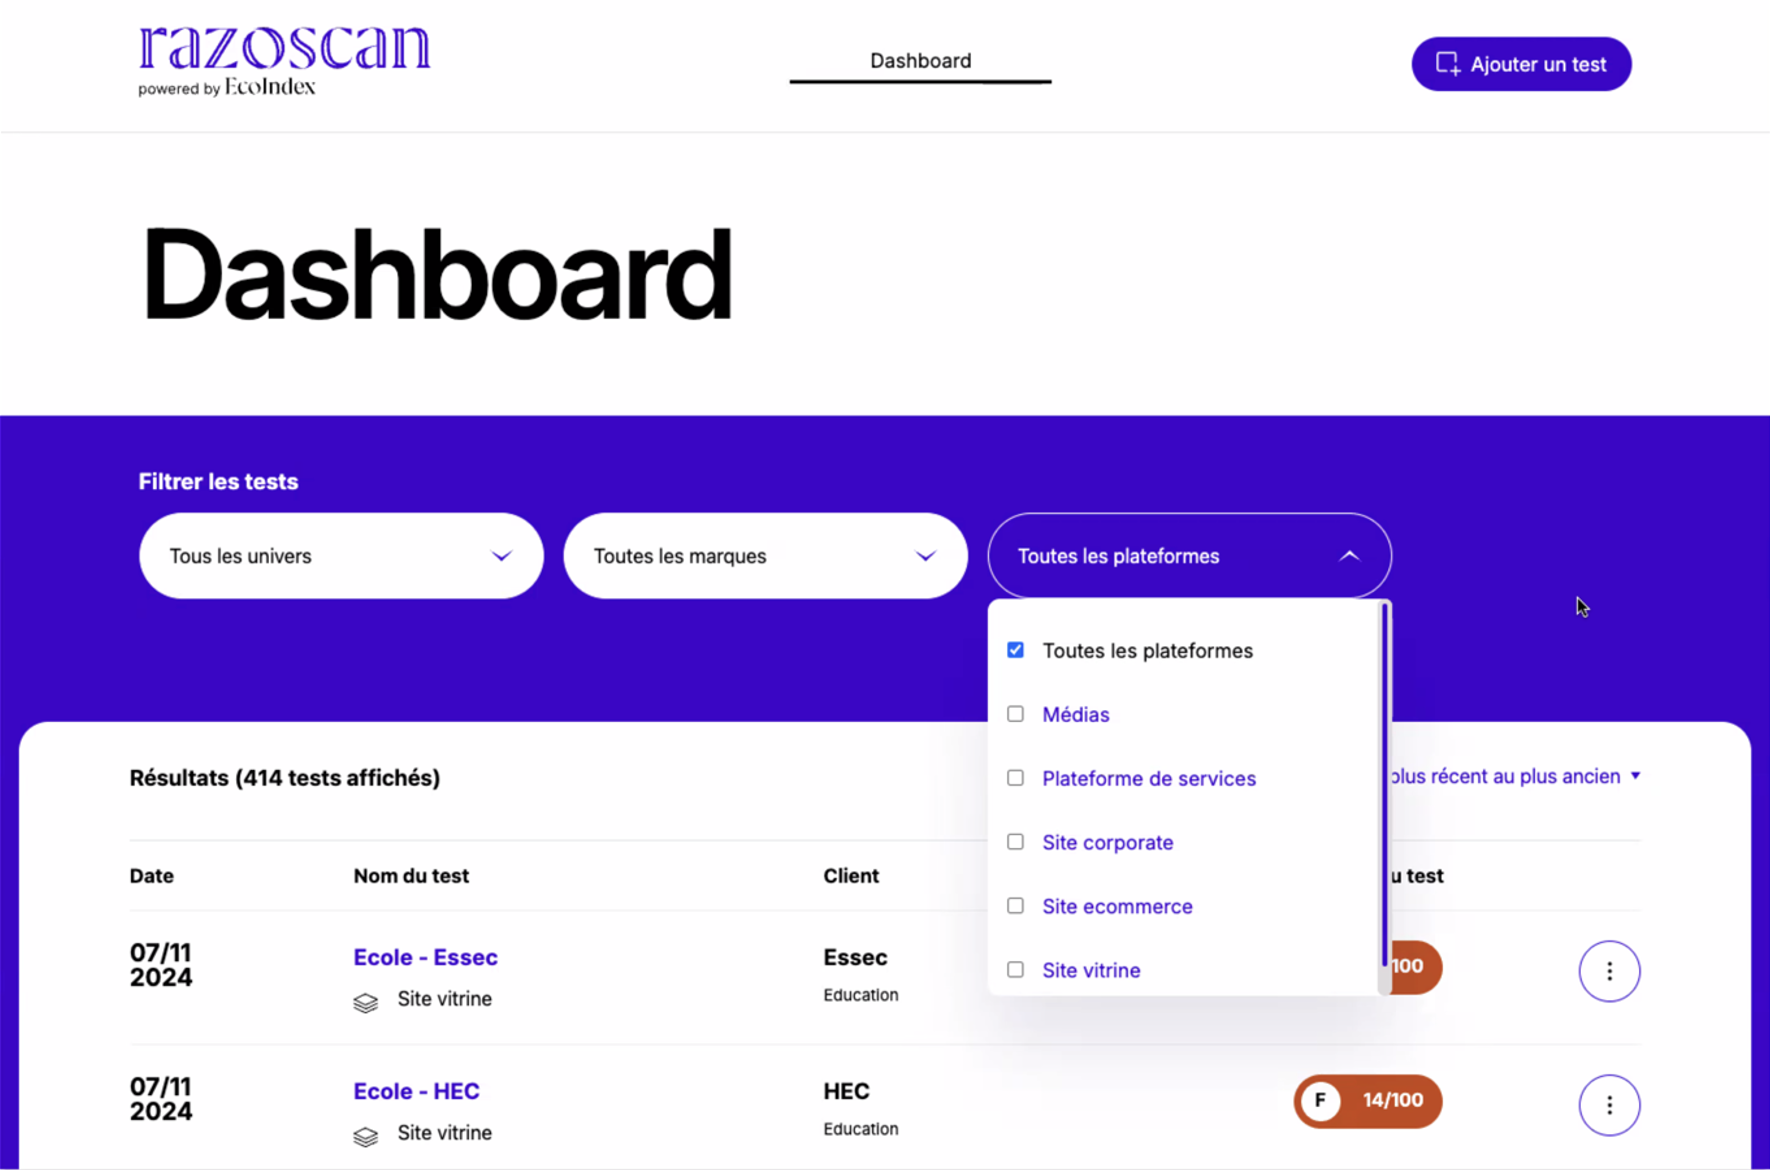 razoscan
powered by EcoIndex
Dashboard
Ajouter un test
Dashboard
Filtrer les tests
Tous les univers
Toutes les marques
Toutes les plateformes
Toutes les plateformes
Médias
Plateforme de services
Site corporate
Site ecommerce
Site vitrine
Résultats (414 tests affichés)
plus récent au plus ancien
Date
Nom du test
Client
u test
07/11
2024
Ecole - Essec
Site vitrine
Essec
Education
100
07/11
2024
Ecole - HEC
Site vitrine
HEC
Education
F 14/100